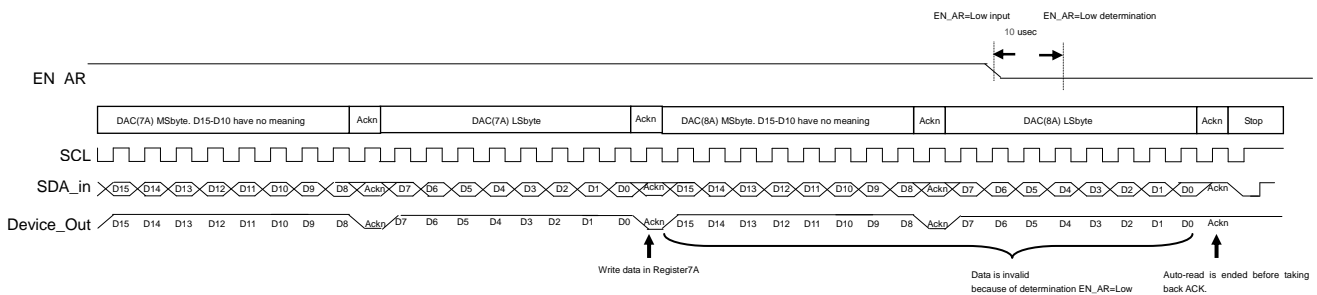 EN_AR=Low input EN_AR=Low determination
10 usec
EN AR
DAC(7A) MSbyte. D15-D10 have no meaning Ackn DAC(7A) LSbyte Ackn DAC(8A) MSbyte. D15-D10 have no meaning Ackn DAC(8A) LSbyte Ackn Stop
SCL
SDA_in D15 D14 D13 D12 D11 D10 D9 D8 Ackn D7 D6 D5 D4 D3 D2 D1 D0 Ackn D15 D14 D13 D12 D11 D10 D9 D8 Ackn D7 D6 D5 D4 D3 D2 D1 D0 Ackn
Device_Out D15 D14 D13 D12 D11 D10 D9 D8 Ackn D7 D6 D5 D4 D3 D2 D1 D0 Ackn D15 D14 D13 D12 D11 D10 D9 D8 Ackn D7 D6 D5 D4 D3 D2 D1 D0 Ackn
Write data in Register7A
Data is invalid
because of determination EN_AR=Low
Auto-read is ended before taking
back ACK.